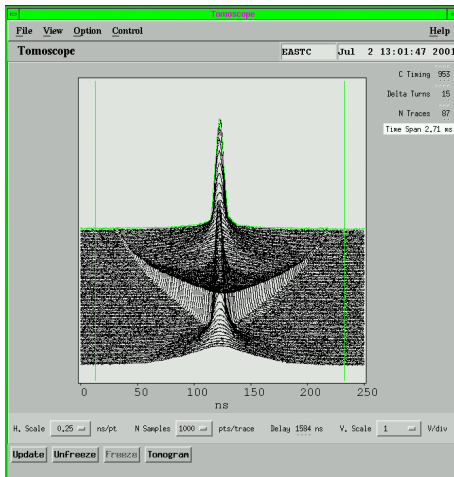 Tomoscope
File View Option Control Help
Tomoscope EASTC Jul 2 13:01:47 2001
C Timing 953
Delta Turns 15
N Traces 87
Time Span 2.71 ms
0 50 100 150 200 250
ns
H. Scale 0.25 ns/pt N Samples 1000 pts/trace Delay 1584 ns V. Scale 1 V/div
Update Unfreeze Freeze Tomogram